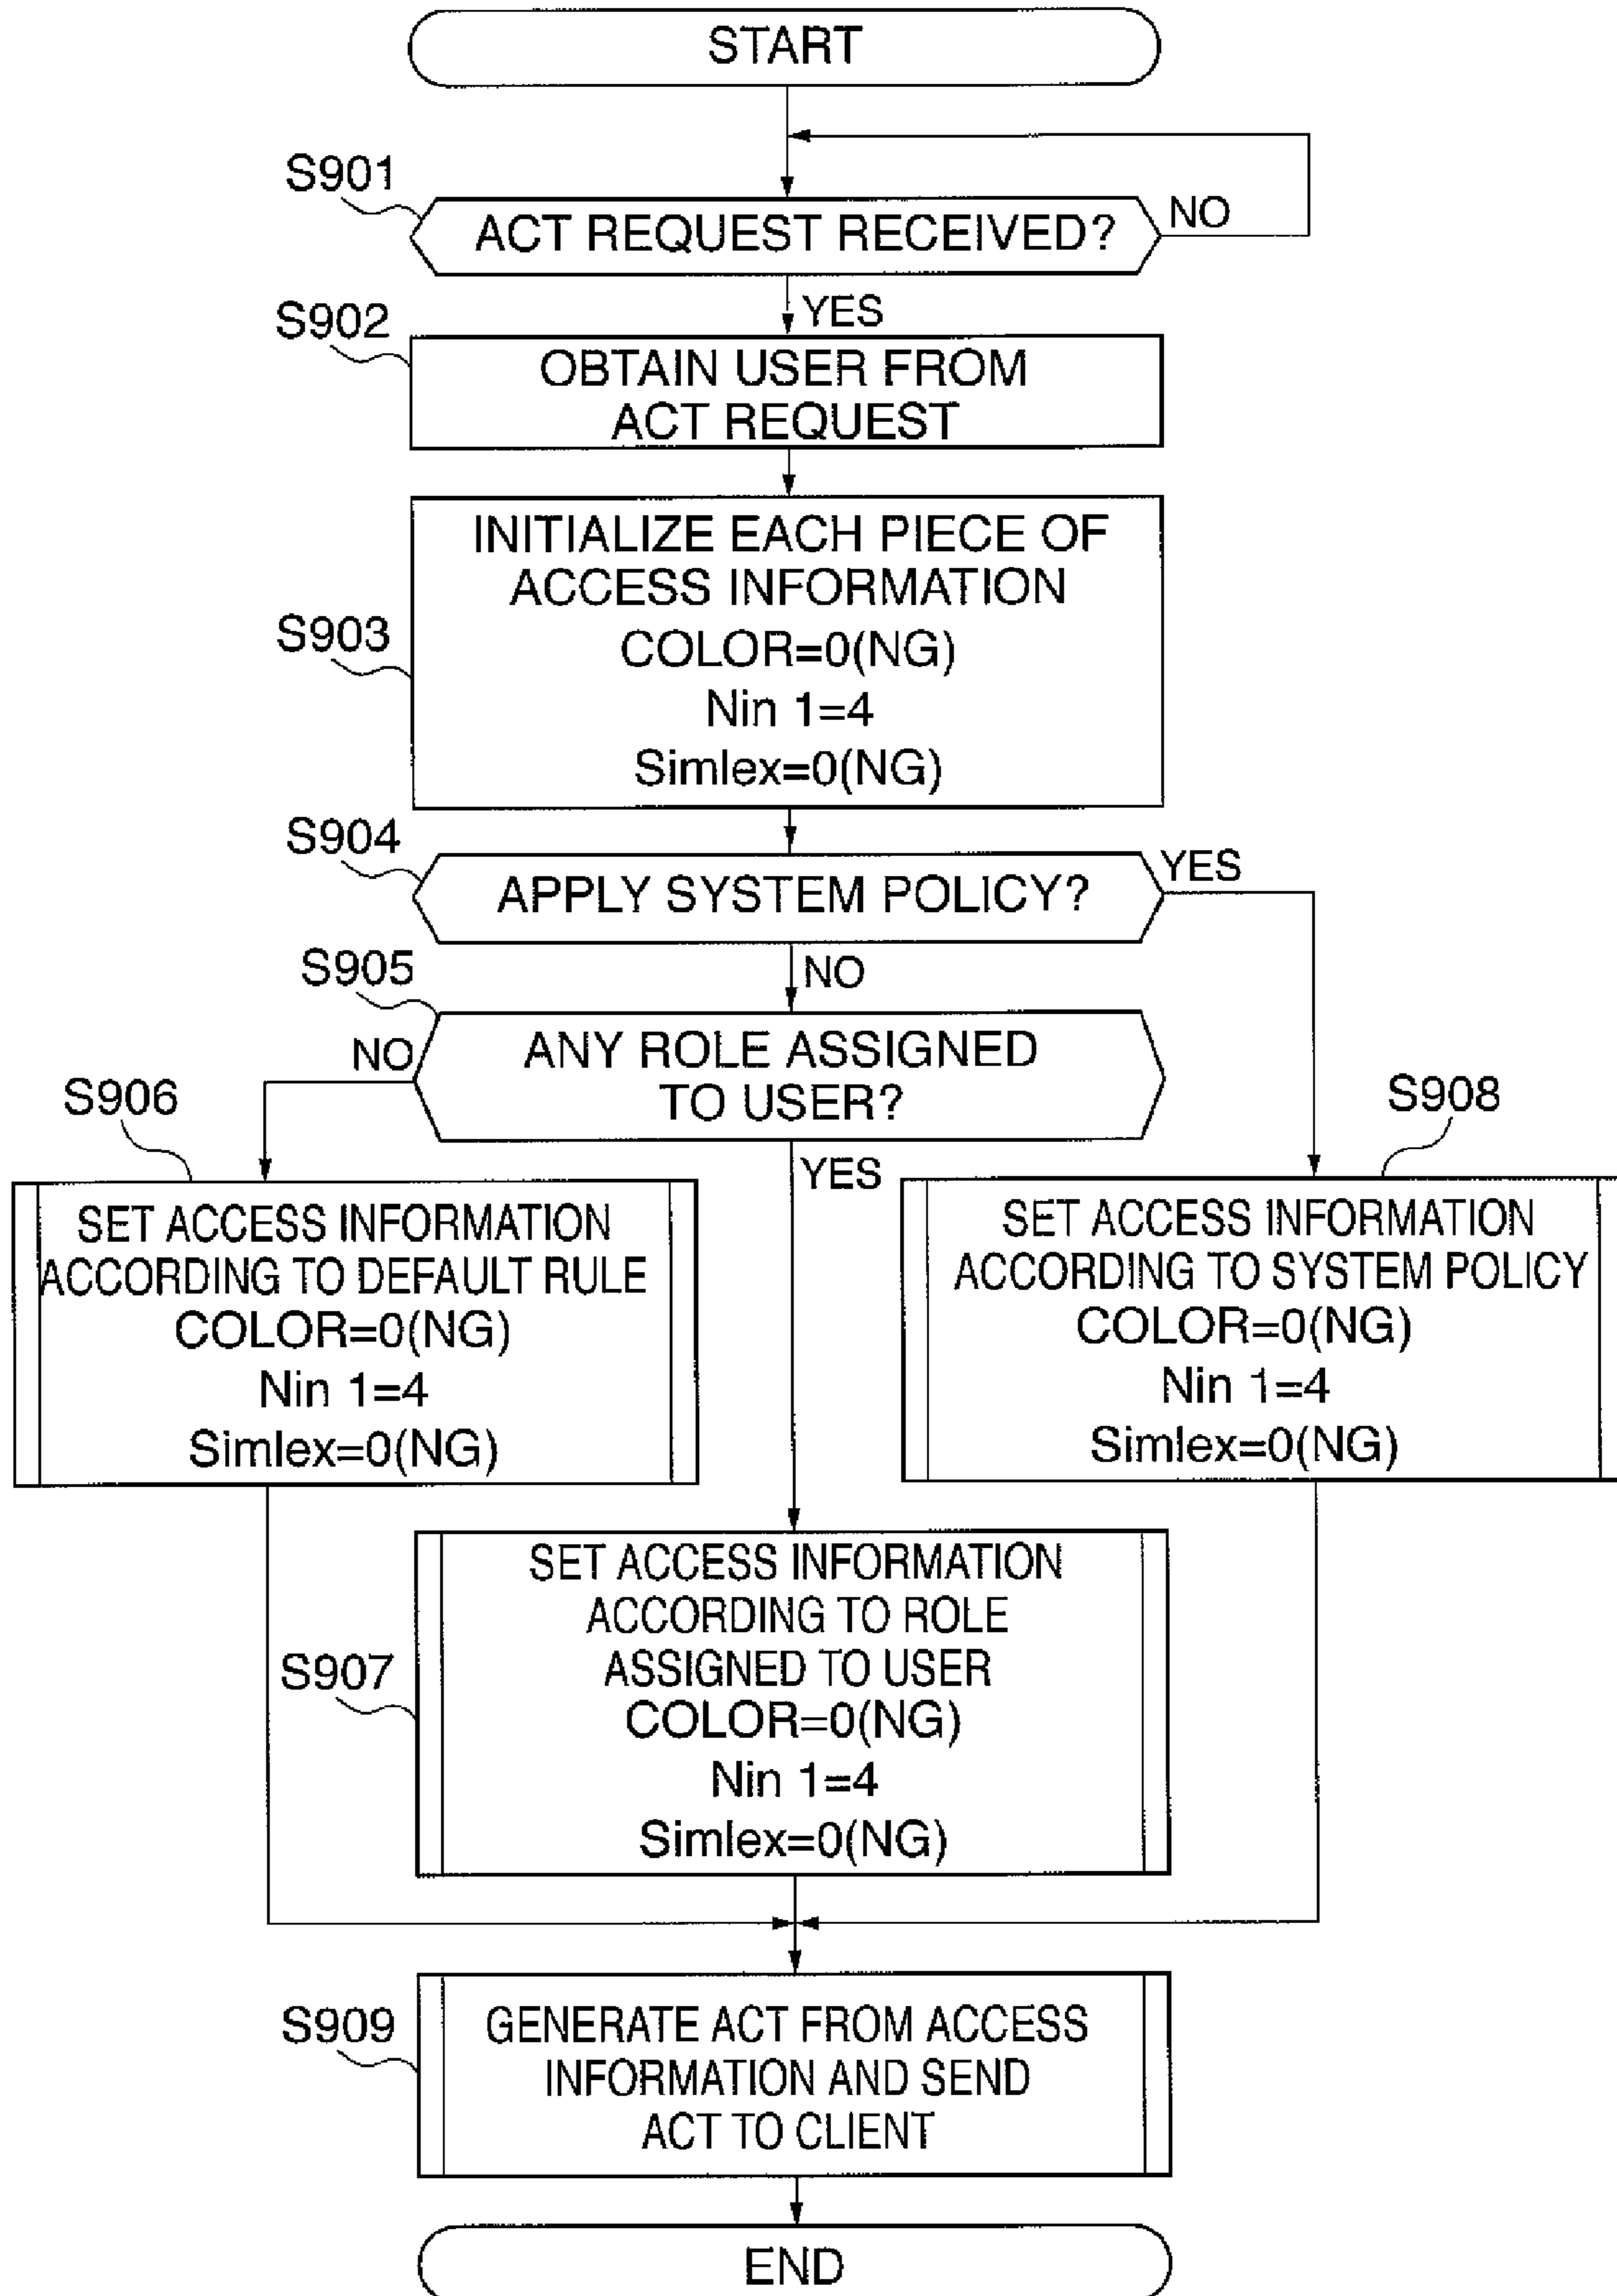 START
S901
ACT REQUEST RECEIVED?
NO
YES
S902
OBTAIN USER FROM
ACT REQUEST
S903
INITIALIZE EACH PIECE OF
ACCESS INFORMATION
COLOR=0(NG)
Nin 1=4
Simlex=0(NG)
S904
APPLY SYSTEM POLICY?
YES
NO
S905
ANY ROLE ASSIGNED
TO USER?
NO
YES
S906
SET ACCESS INFORMATION
ACCORDING TO DEFAULT RULE
COLOR=0(NG)
Nin 1=4
Simlex=0(NG)
S908
SET ACCESS INFORMATION
ACCORDING TO SYSTEM POLICY
COLOR=0(NG)
Nin 1=4
Simlex=0(NG)
S907
SET ACCESS INFORMATION
ACCORDING TO ROLE
ASSIGNED TO USER
COLOR=0(NG)
Nin 1=4
Simlex=0(NG)
S909
GENERATE ACT FROM ACCESS
INFORMATION AND SEND
ACT TO CLIENT
END